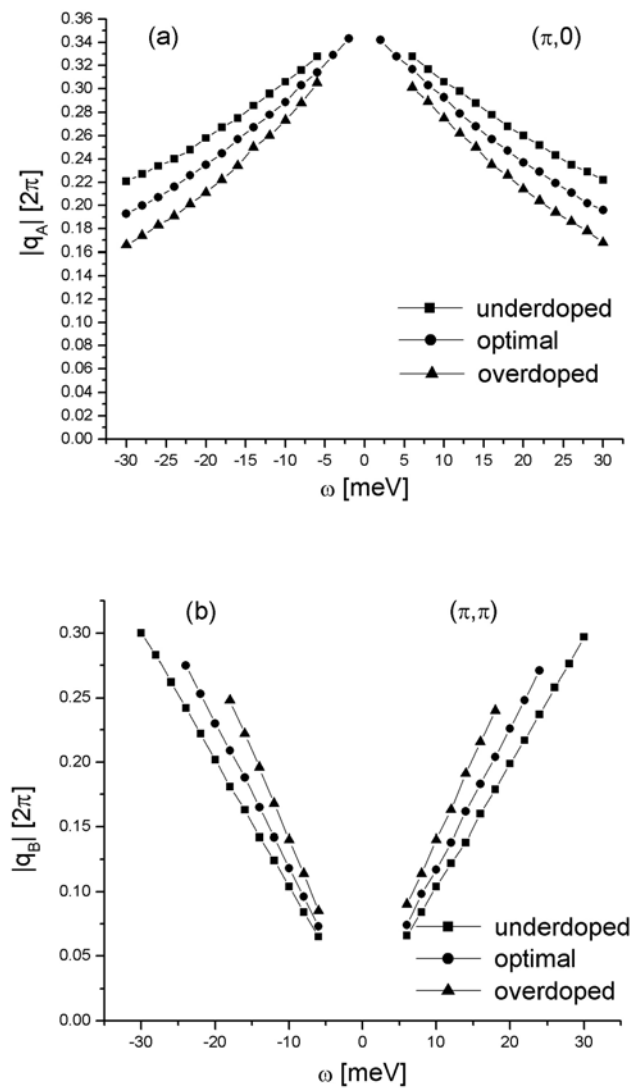 (a)
(π,0)
0.36
0.34
0.32
0.30
0.28
0.26
0.24
0.22
0.20
0.18
0.16
0.14
0.12
0.10
0.08
0.06
0.04
0.02
0.00
|q_A| [2π]
underdoped
optimal
overdoped
-30 -25 -20 -15 -10 -5 0 5 10 15 20 25 30
ω [meV]
(b)
(π,π)
0.30
0.25
0.20
0.15
0.10
0.05
0.00
|q_B| [2π]
underdoped
optimal
overdoped
-30 -20 -10 0 10 20 30
ω [meV]